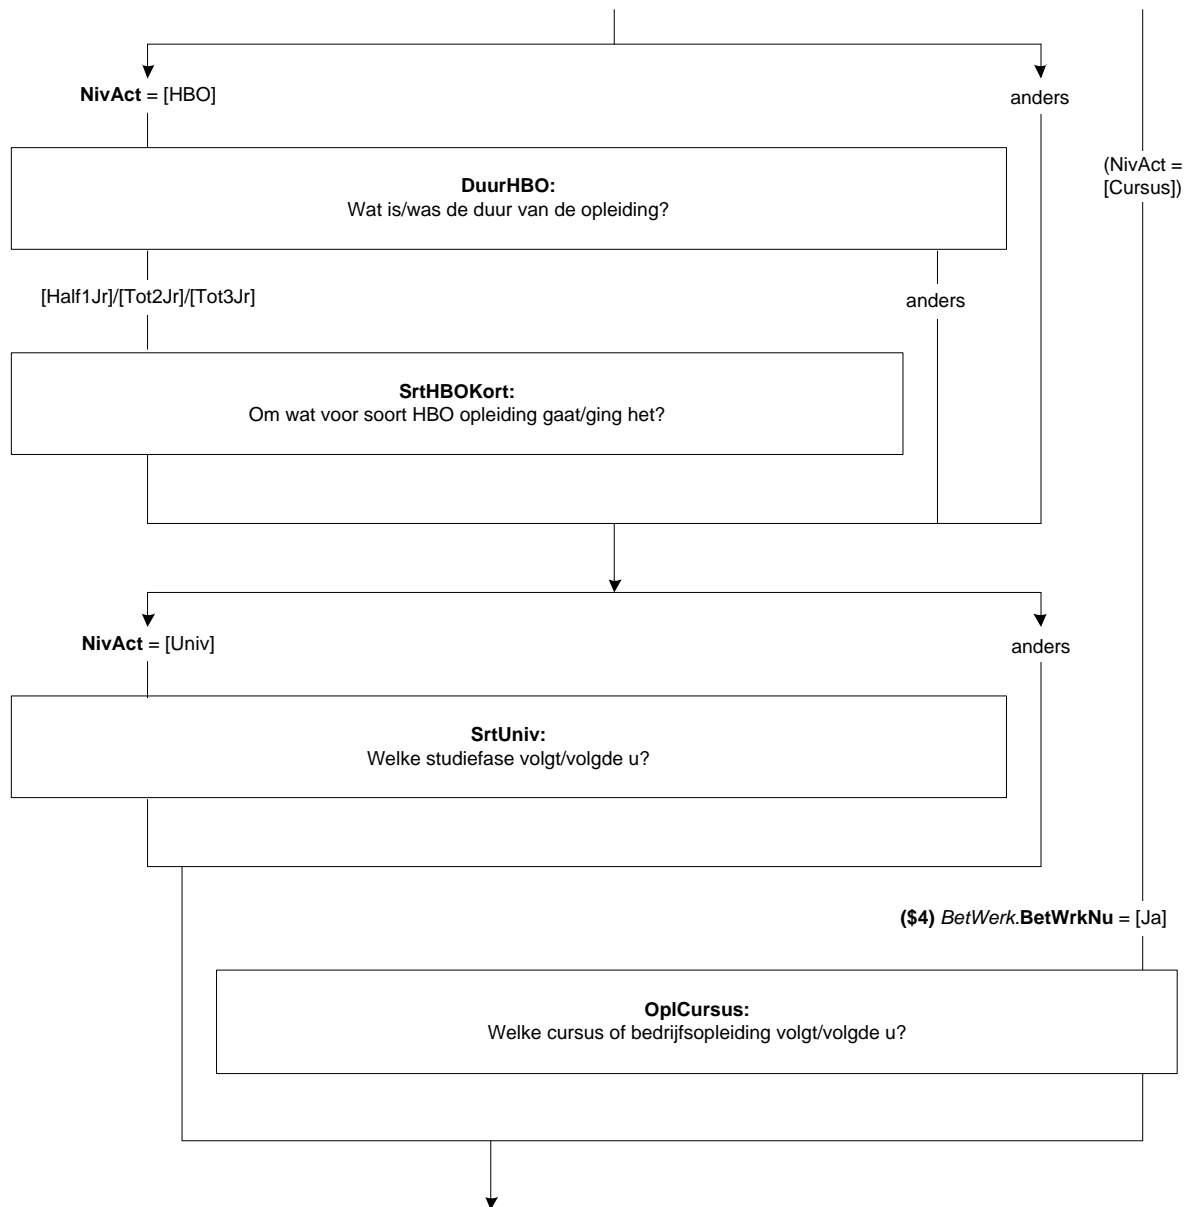 NivAct = [HBO]
anders
(NivAct =
[Cursus])
DuurHBO:
Wat is/was de duur van de opleiding?
[Half1Jr]/[Tot2Jr]/[Tot3Jr]
anders
SrtHBOKort:
Om wat voor soort HBO opleiding gaat/ging het?
NivAct = [Univ]
anders
SrtUniv:
Welke studiefase volgt/volgde u?
($4) BetWerk.BetWrkNu = [Ja]
OplCursus:
Welke cursus of bedrijfsopleiding volgt/volgde u?